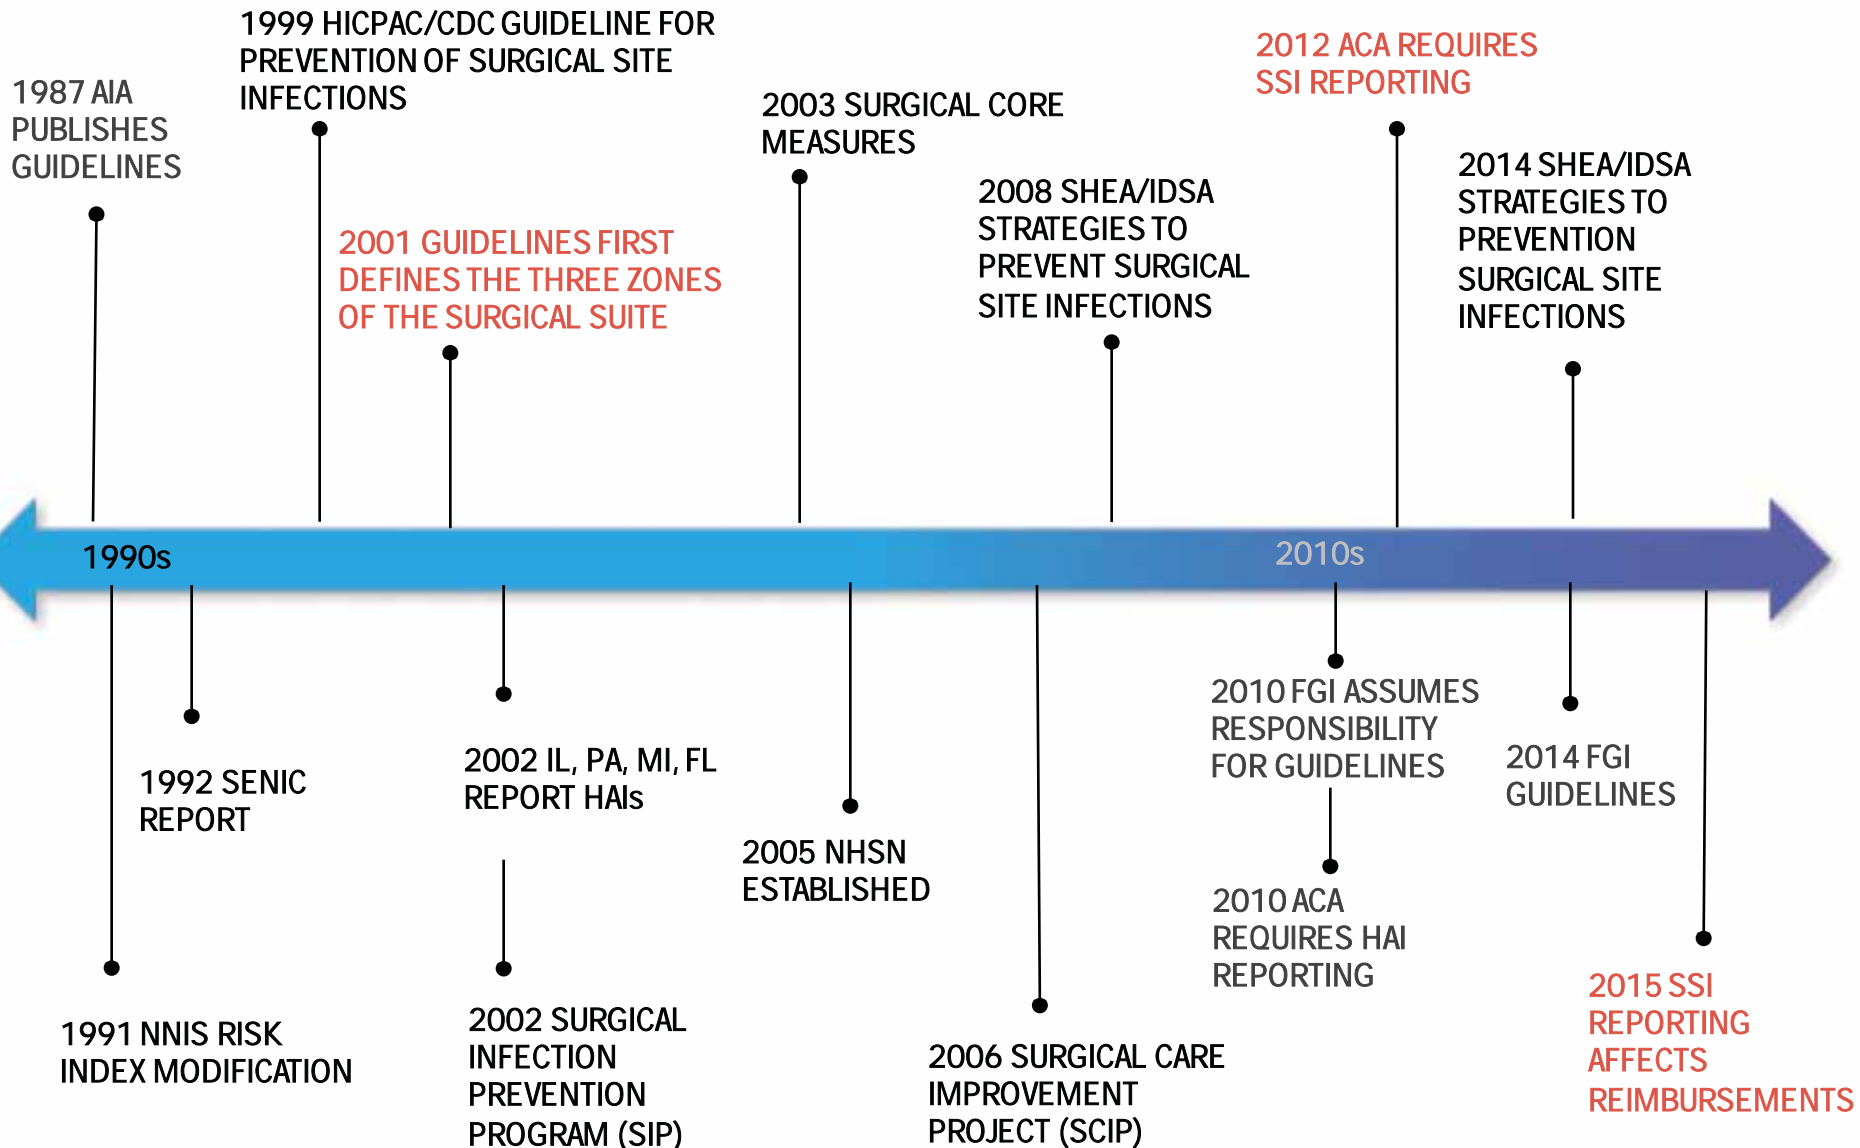 1987 AIA
PUBLISHES
GUIDELINES
1999 HICPAC/CDC GUIDELINE FOR
PREVENTION OF SURGICAL SITE
INFECTIONS
2001 GUIDELINES FIRST
DEFINES THE THREE ZONES
OF THE SURGICAL SUITE
2003 SURGICAL CORE
MEASURES
2008 SHEA/IDSA
STRATEGIES TO
PREVENT SURGICAL
SITE INFECTIONS
2012 ACA REQUIRES
SSI REPORTING
2014 SHEA/IDSA
STRATEGIES TO
PREVENTION
SURGICAL SITE
INFECTIONS
1990s
2010s
1991 NNIS RISK
INDEX MODIFICATION
1992 SENIC
REPORT
2002 IL, PA, MI, FL
REPORT HAIs
2002 SURGICAL
INFECTION
PREVENTION
PROGRAM (SIP)
2005 NHSN
ESTABLISHED
2006 SURGICAL CARE
IMPROVEMENT
PROJECT (SCIP)
2010 FGI ASSUMES
RESPONSIBILITY
FOR GUIDELINES
2010 ACA
REQUIRES HAI
REPORTING
2014 FGI
GUIDELINES
2015 SSI
REPORTING
AFFECTS
REIMBURSEMENTS